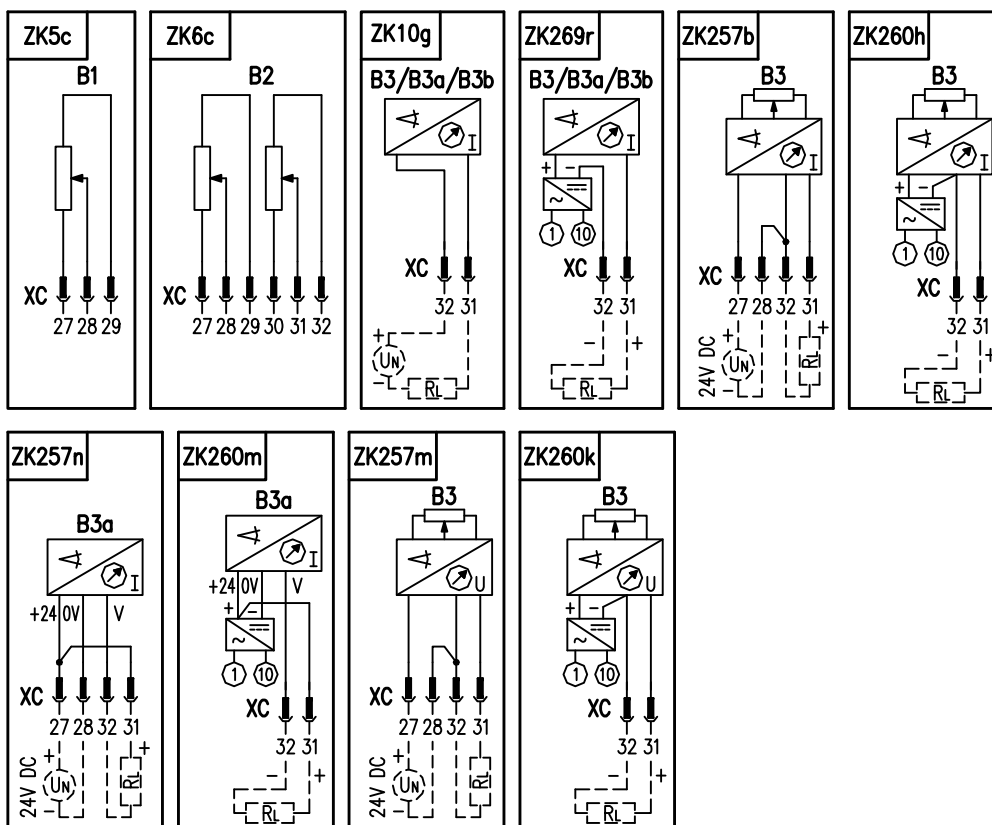 ZK5c
B1
XC
27 28 29
ZK6c
B2
XC
27 28 29 30 31 32
ZK10g
B3/B3a/B3b
I
XC
32 31
+
UN
-
RL
ZK269r
B3/B3a/B3b
I
+ -
~
1 10
XC
32 31
- +
RL
ZK257b
B3
I
XC
27 28 32 31
+ +
24V DC
UN
RL
-
ZK260h
B3
I
+ -
~
1 10
XC
32 31
- +
RL
ZK257n
B3a
I
+24 0V V
XC
27 28 32 31
+ +
24V DC
UN
RL
-
ZK260m
B3a
I
+24 0V V
+ -
~
1 10
XC
32 31
- +
RL
ZK257m
B3
U
XC
27 28 32 31
+
24V DC
UN
RL
-
ZK260k
B3
U
+ -
~
1 10
XC
32 31
- +
RL